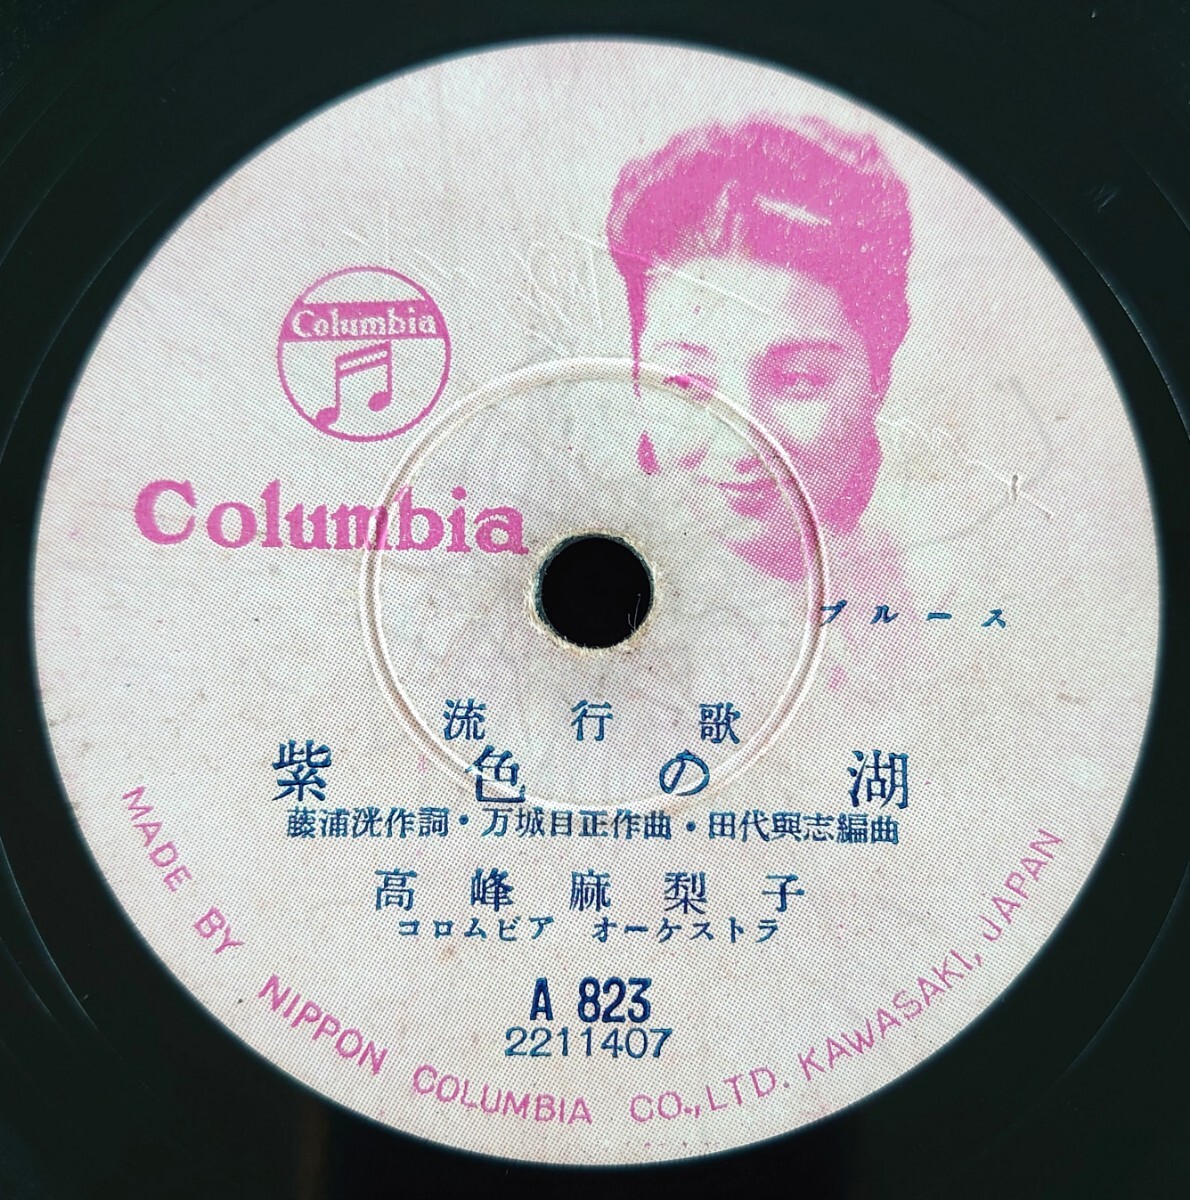 Columbia
Columbia
ブルース
流行歌
紫色の湖
藤浦洸作詞・万城目正作曲・田代與志編曲
高峰麻梨子
コロムビア オーケストラ
A 823
2211407
MADE BY NIPPON COLUMBIA CO., LTD. KAWASAKI, JAPAN